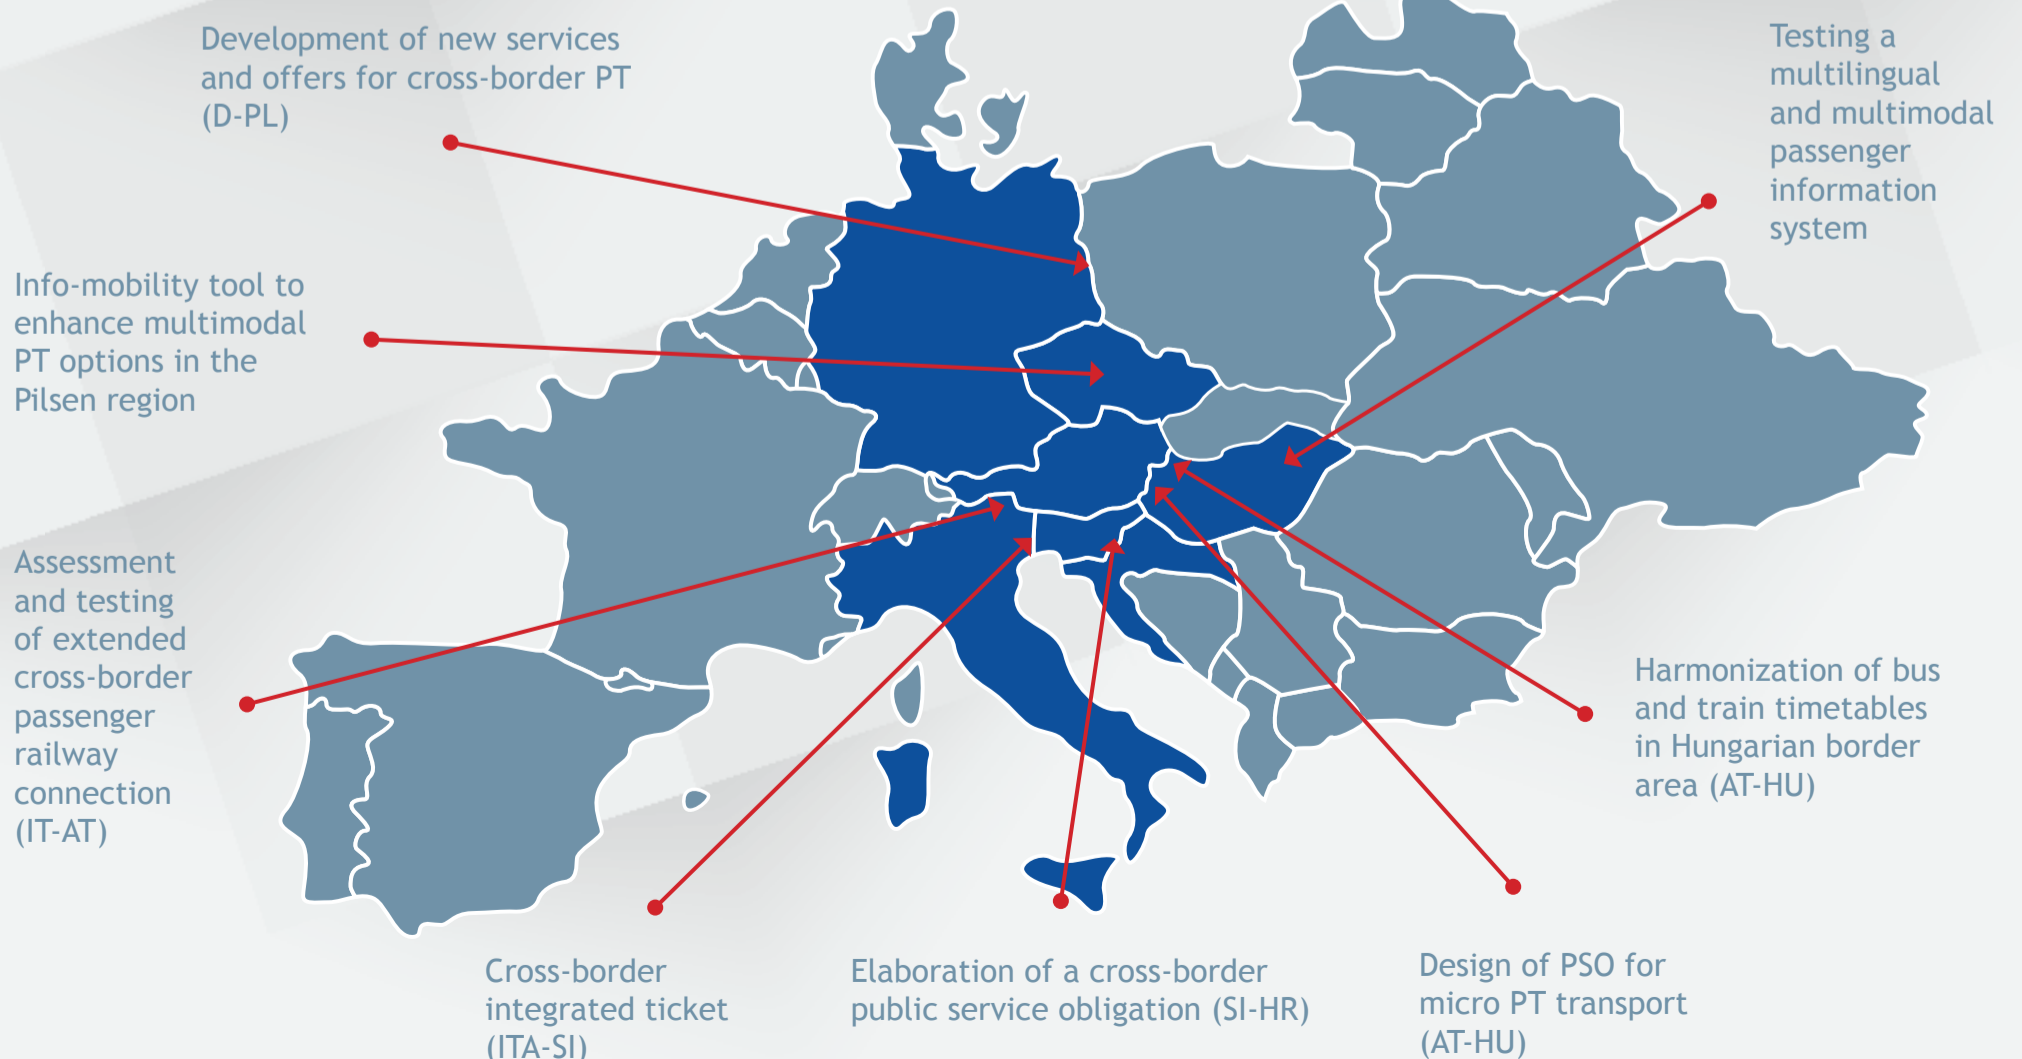 Development of new services
and offers for cross-border PT
(D-PL)
Testing a
multilingual
and multimodal
passenger
information
system
Info-mobility tool to
enhance multimodal
PT options in the
Pilsen region
Assessment
and testing
of extended
cross-border
passenger
railway
connection
(IT-AT)
Harmonization of bus
and train timetables
in Hungarian border
area (AT-HU)
Cross-border
integrated ticket
(ITA-SI)
Elaboration of a cross-border
public service obligation (SI-HR)
Design of PSO for
micro PT transport
(AT-HU)